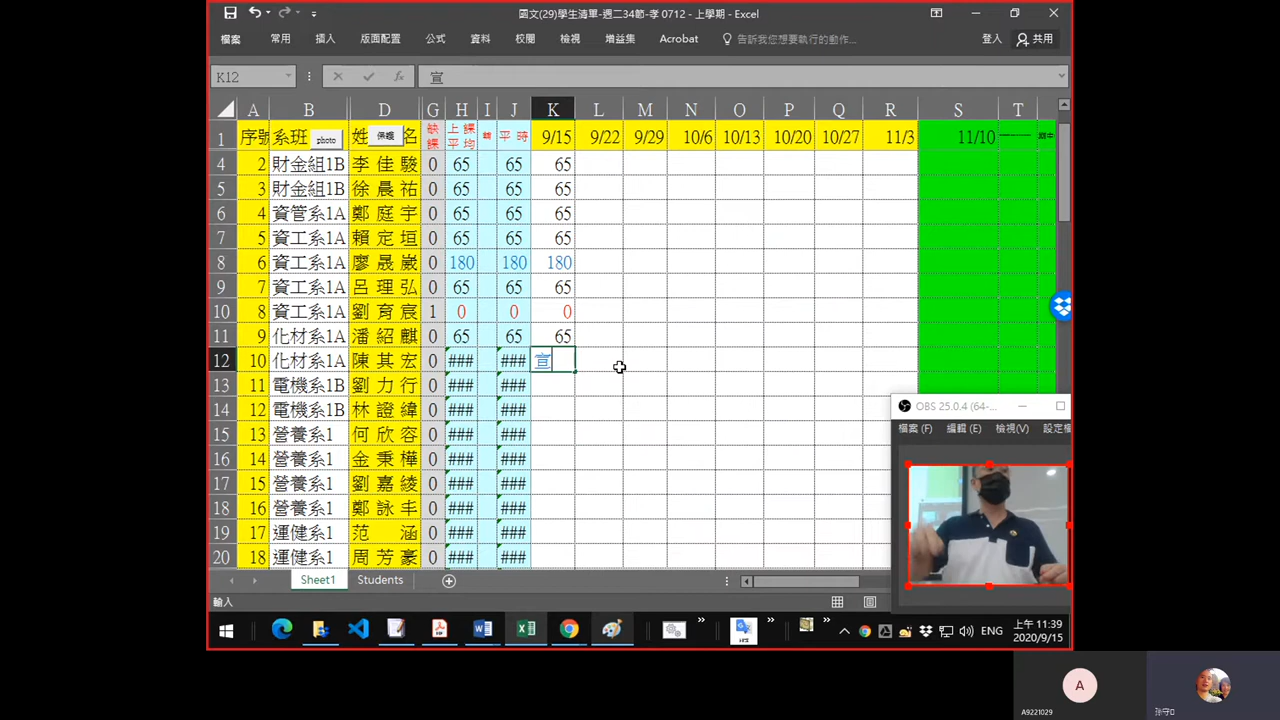 國文(29)學生清單-週二34節-孝 0712 - 上學期 - Excel
檔案 常用 插入 版面配置 公式 資料 校閱 檢視 增益集 Acrobat 告訴我您想要執行的動作... 登入 共用
K12 fx 宣
A B D G H I J K L M N O P Q R S T
1 序號 系班 photo 姓 保護 名 缺課 上課平均 平時 9/15 9/22 9/29 10/6 10/13 10/20 10/27 11/3 11/10
4 2 財金組1B 李佳駿 0 65 65 65
5 3 財金組1B 徐晨祐 0 65 65 65
6 4 資管系1A 鄭庭宇 0 65 65 65
7 5 資工系1A 賴定垣 0 65 65 65
8 6 資工系1A 廖晟崴 0 180 180 180
9 7 資工系1A 呂理弘 0 65 65 65
10 8 資工系1A 劉育宸 1 0 0 0
11 9 化材系1A 潘紹麒 0 65 65 65
12 10 化材系1A 陳其宏 0 ### ### 宣
13 11 電機系1B 劉力行 0 ### ###
14 12 電機系1B 林證緯 0 ### ###
15 13 營養系1 何欣容 0 ### ###
16 14 營養系1 金秉樺 0 ### ###
17 15 營養系1 劉嘉綾 0 ### ###
18 16 營養系1 鄭詠丰 0 ### ###
19 17 運健系1 范涵 0 ### ###
20 18 運健系1 周芳豪 0 ### ###
OBS 25.0.4 (64-...
檔案 (F) 編輯 (E) 檢視(V) 設定檔
Sheet1 Students
輸入
ENG 上午 11:39
2020/9/15
A
A9221029